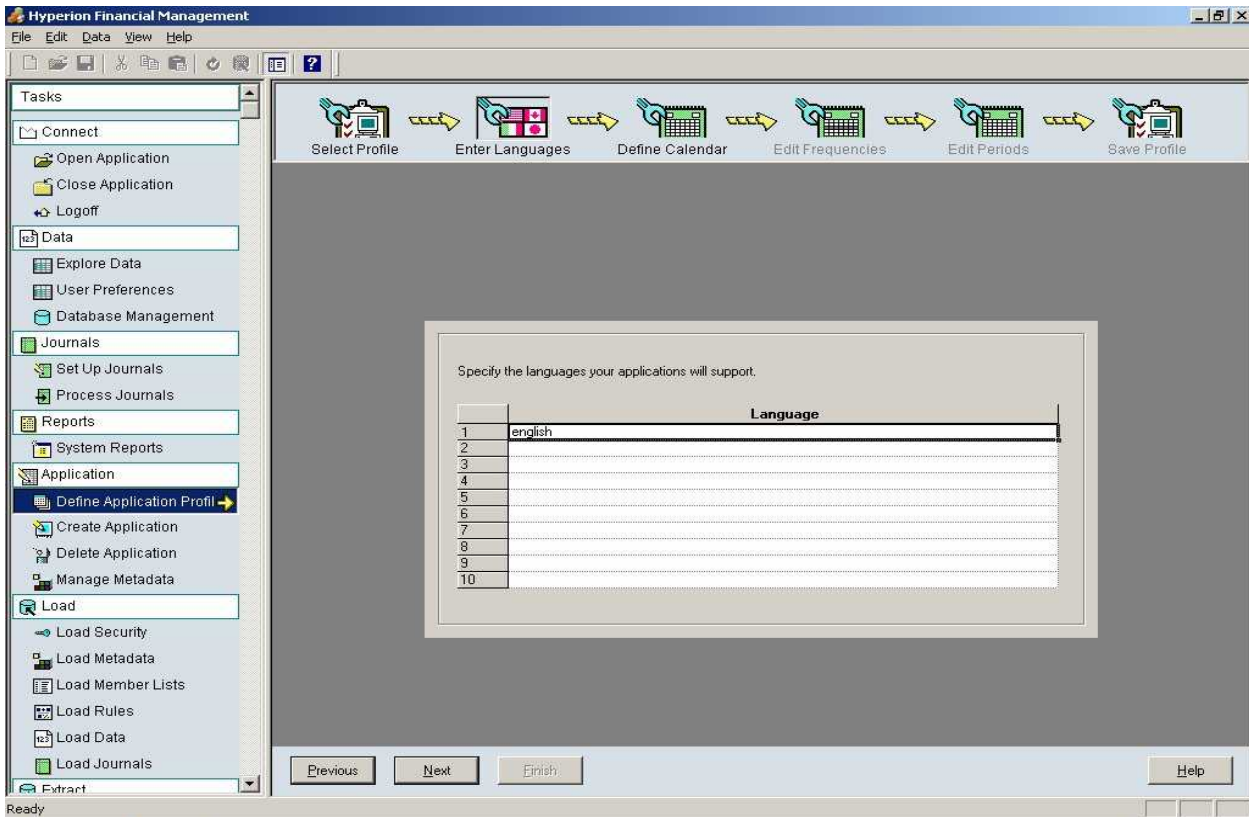 Hyperion Financial Management
File Edit Data View Help
Tasks
Connect
Open Application
Close Application
Logoff
Data
Explore Data
User Preferences
Database Management
Journals
Set Up Journals
Process Journals
Reports
System Reports
Application
Define Application Profil
Create Application
Delete Application
Manage Metadata
Load
Load Security
Load Metadata
Load Member Lists
Load Rules
Load Data
Load Journals
Extract
Select Profile Enter Languages Define Calendar Edit Frequencies Edit Periods Save Profile
Specify the languages your applications will support.
Language
1 english
2
3
4
5
6
7
8
9
10
Previous Next Finish Help
Ready